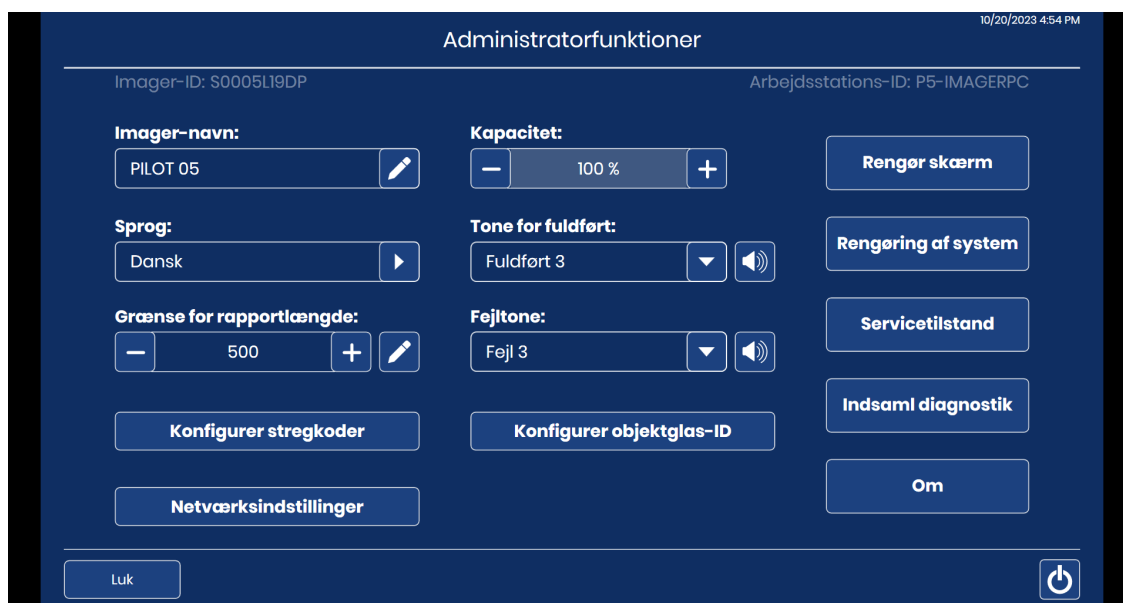 10/20/2023 4:54 PM
Administratorfunktioner
Imager-ID: S0005L19DP
Arbejdsstations-ID: P5-IMAGERPC
Imager-navn:
PILOT 05
Kapacitet:
100 %
Rengør skærm
Sprog:
Dansk
Tone for fuldført:
Fuldført 3
Rengøring af system
Grænse for rapportlængde:
500
Fejltone:
Fejl 3
Servicetilstand
Indsaml diagnostik
Konfigurer stregkoder
Konfigurer objektglas-ID
Om
Netværksindstillinger
Luk